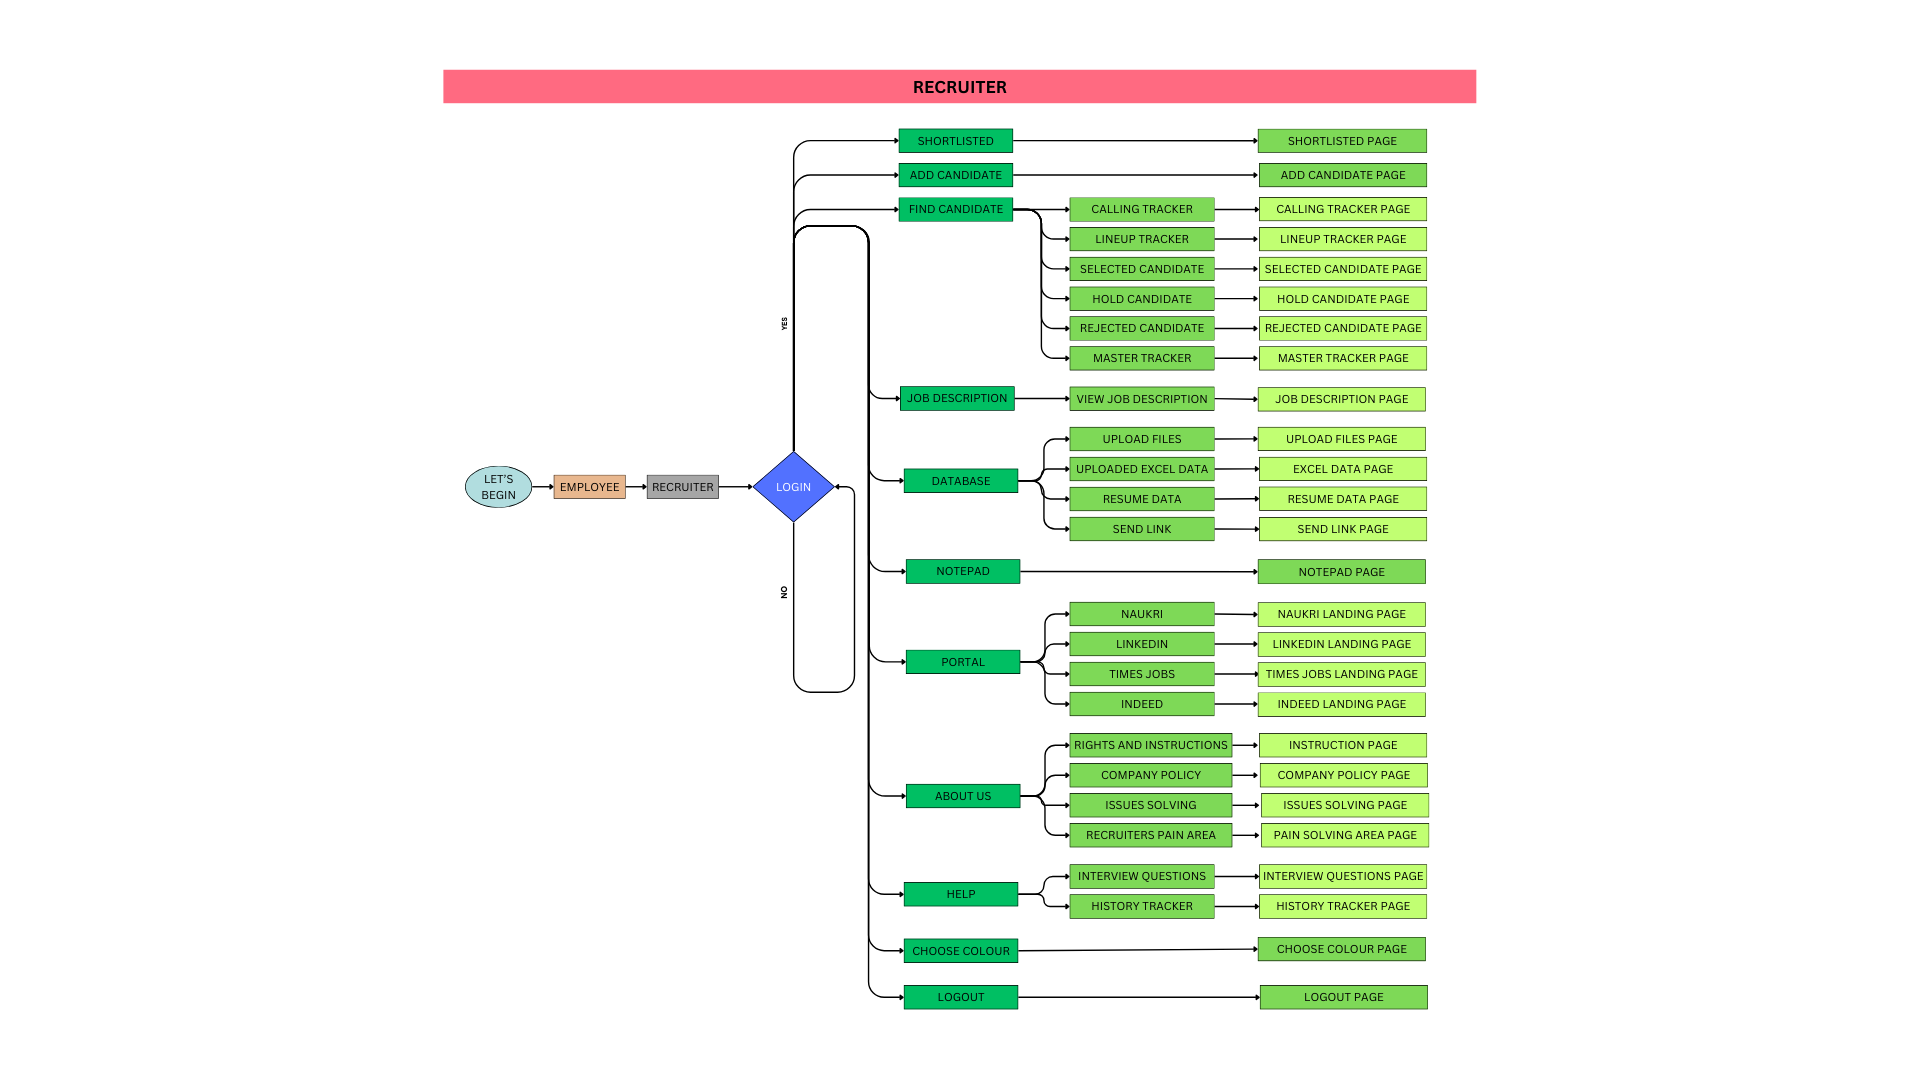 RECRUITER
SHORTLISTED
SHORTLISTED PAGE
ADD CANDIDATE
ADD CANDIDATE PAGE
FIND CANDIDATE
CALLING TRACKER
CALLING TRACKER PAGE
LINEUP TRACKER
LINEUP TRACKER PAGE
SELECTED CANDIDATE
SELECTED CANDIDATE PAGE
HOLD CANDIDATE
HOLD CANDIDATE PAGE
YES
REJECTED CANDIDATE
REJECTED CANDIDATE PAGE
MASTER TRACKER
MASTER TRACKER PAGE
JOB DESCRIPTION
VIEW JOB DESCRIPTION
JOB DESCRIPTION PAGE
UPLOAD FILES
UPLOAD FILES PAGE
UPLOADED EXCEL DATA
EXCEL DATA PAGE
LET'S
BEGIN
EMPLOYEE
RECRUITER
LOGIN
DATABASE
RESUME DATA
RESUME DATA PAGE
SEND LINK
SEND LINK PAGE
NOTEPAD
NOTEPAD PAGE
NO
NAUKRI
NAUKRI LANDING PAGE
LINKEDIN
LINKEDIN LANDING PAGE
PORTAL
TIMES JOBS
TIMES JOBS LANDING PAGE
INDEED
INDEED LANDING PAGE
RIGHTS AND INSTRUCTIONS
INSTRUCTION PAGE
COMPANY POLICY
COMPANY POLICY PAGE
ABOUT US
ISSUES SOLVING
ISSUES SOLVING PAGE
RECRUITERS PAIN AREA
PAIN SOLVING AREA PAGE
INTERVIEW QUESTIONS
INTERVIEW QUESTIONS PAGE
HELP
HISTORY TRACKER
HISTORY TRACKER PAGE
CHOOSE COLOUR
CHOOSE COLOUR PAGE
LOGOUT
LOGOUT PAGE